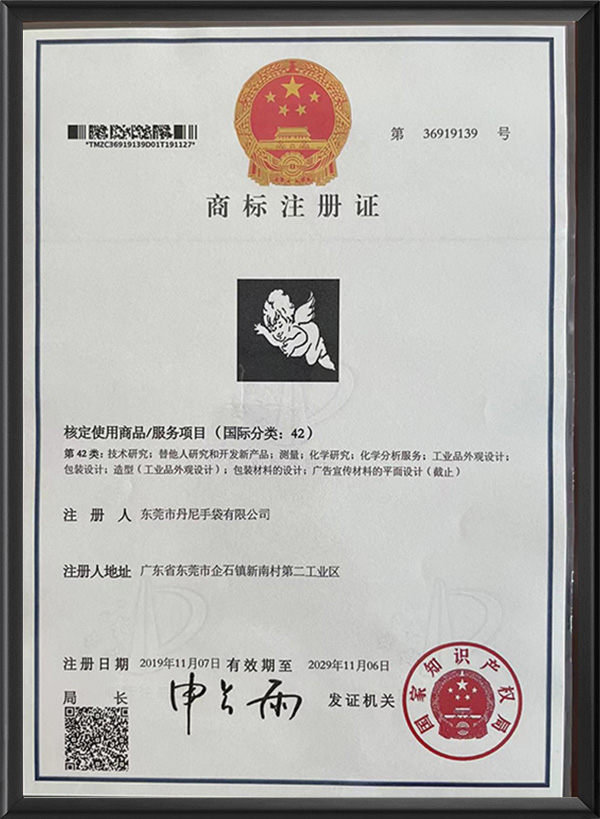 第 36919139 号
*TMZC36919139D01T191127*
商标注册证
核定使用商品/服务项目（国际分类：42）
第42类：技术研究；替他人研究和开发新产品；测量；化学研究；化学分析服务；工业品外观设计；
包装设计；造型（工业品外观设计）；包装材料的设计；广告宣传材料的平面设计（截止）
注册人 东莞市丹尼手袋有限公司
注册人地址 广东省东莞市企石镇新南村第二工业区
注册日期 2019年11月07日 有效期至 2029年11月06日
局长 申长雨 发证机关
国家知识产权局